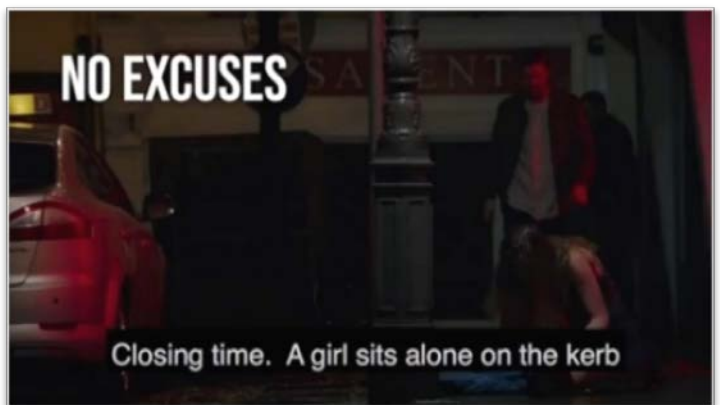 NO EXCUSES
Closing time. A girl sits alone on the kerb